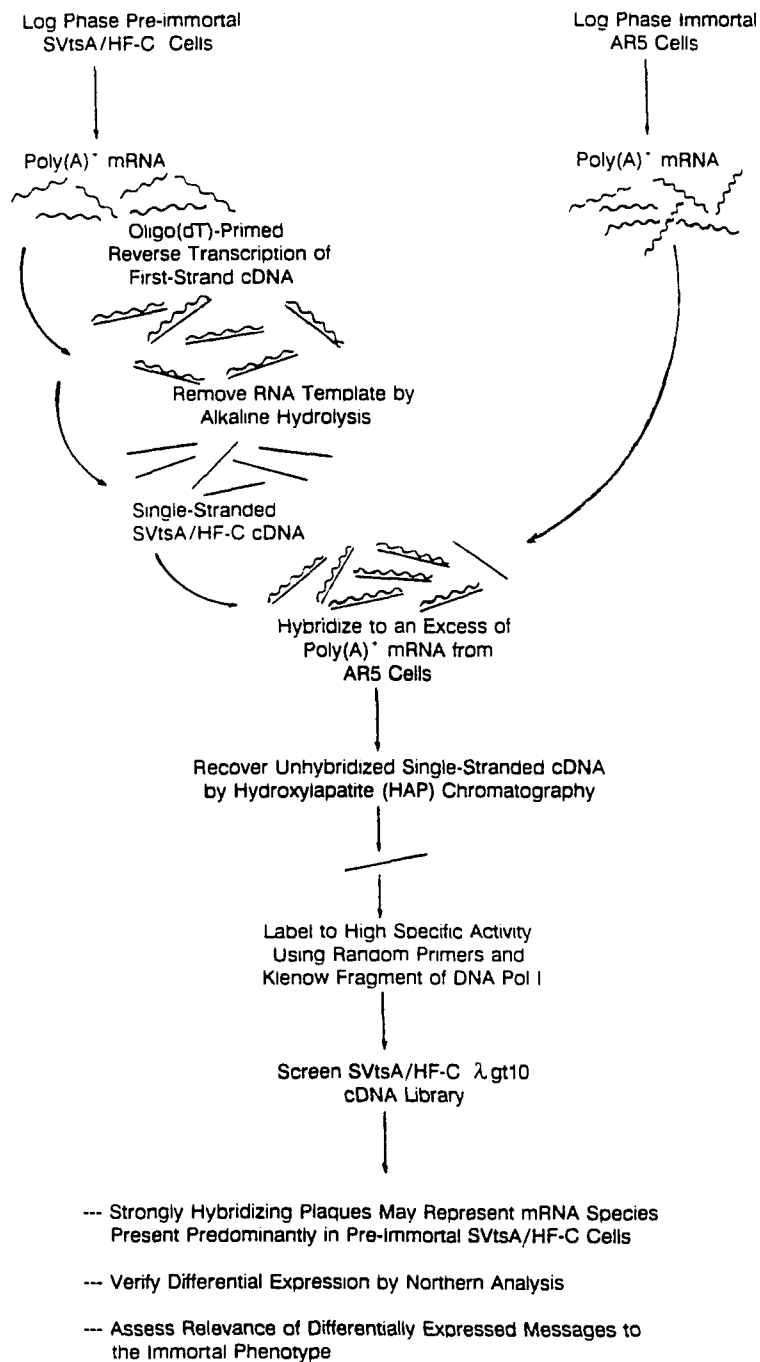 Log Phase Pre-immortal
SVtsA/HF-C Cells
Log Phase Immortal
AR5 Cells
Poly(A)+ mRNA
Poly(A)+ mRNA
Oligo(dT)-Primed
Reverse Transcription of
First-Strand cDNA
Remove RNA Template by
Alkaline Hydrolysis
Single-Stranded
SVtsA/HF-C cDNA
Hybridize to an Excess of
Poly(A)+ mRNA from
AR5 Cells
Recover Unhybridized Single-Stranded cDNA
by Hydroxylapatite (HAP) Chromatography
Label to High Specific Activity
Using Random Primers and
Klenow Fragment of DNA Pol I
Screen SVtsA/HF-C λgt10
cDNA Library
--- Strongly Hybridizing Plaques May Represent mRNA Species
Present Predominantly in Pre-Immortal SVtsA/HF-C Cells
--- Verify Differential Expression by Northern Analysis
--- Assess Relevance of Differentially Expressed Messages to
the Immortal Phenotype